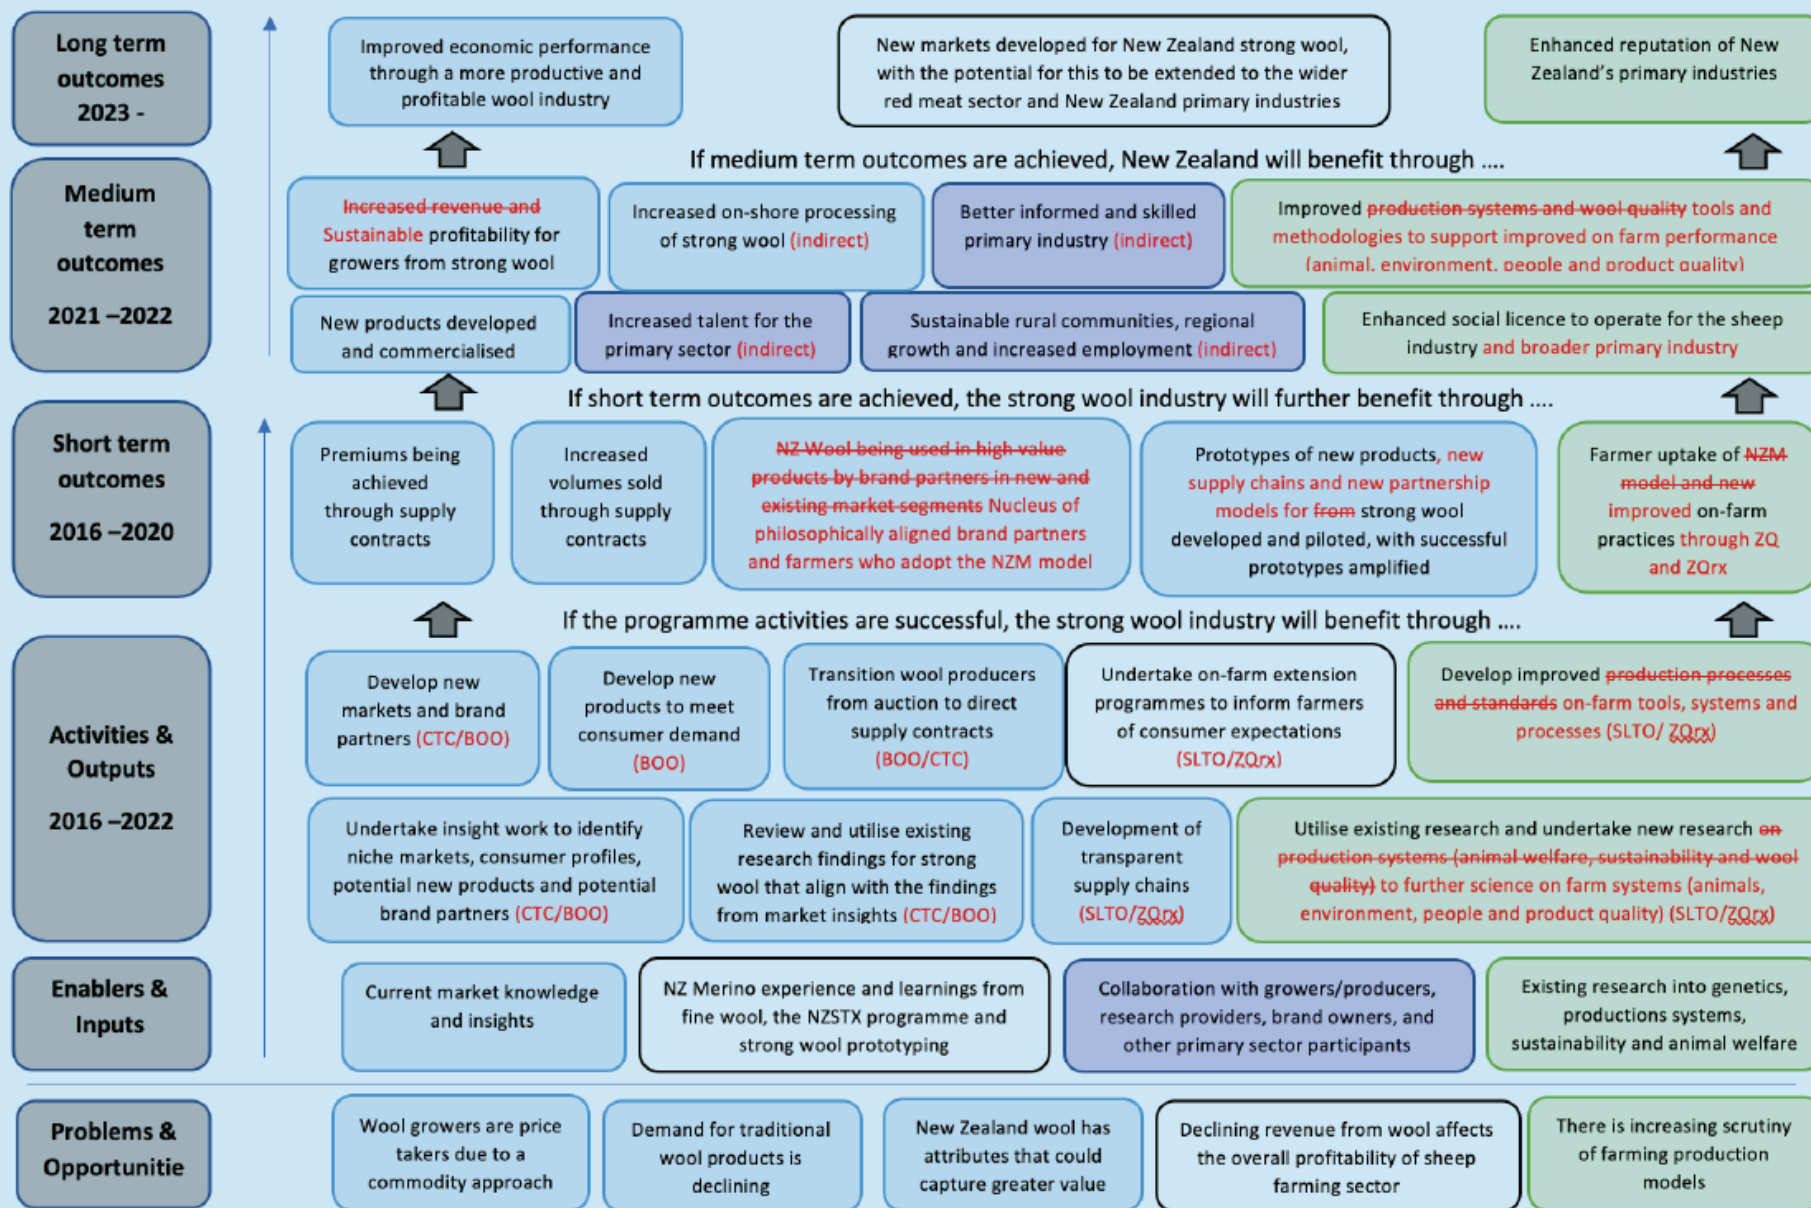 Long term
outcomes
2023 -
Improved economic performance
through a more productive and
profitable wool industry
New markets developed for New Zealand strong wool,
with the potential for this to be extended to the wider
red meat sector and New Zealand primary industries
Enhanced reputation of New
Zealand's primary industries
If medium term outcomes are achieved, New Zealand will benefit through ....
Medium
term
outcomes
2021 –2022
Increased revenue and
Sustainable profitability for
growers from strong wool
Increased on-shore processing
of strong wool (indirect)
Better informed and skilled
primary industry (indirect)
Improved production systems and wool quality tools and
methodologies to support improved on farm performance
(animal, environment, people and product quality)
New products developed
and commercialised
Increased talent for the
primary sector (indirect)
Sustainable rural communities, regional
growth and increased employment (indirect)
Enhanced social licence to operate for the sheep
industry and broader primary industry
If short term outcomes are achieved, the strong wool industry will further benefit through ....
Short term
outcomes
2016 –2020
Premiums being
achieved
through supply
contracts
Increased
volumes sold
through supply
contracts
NZ Wool being used in high value
products by brand partners in new and
existing market segments Nucleus of
philosophically aligned brand partners
and farmers who adopt the NZM model
Prototypes of new products, new
supply chains and new partnership
models for from strong wool
developed and piloted, with successful
prototypes amplified
Farmer uptake of NZM
model and new
improved on-farm
practices through ZQ
and ZQrx
If the programme activities are successful, the strong wool industry will benefit through ....
Activities &
Outputs
2016 –2022
Develop new
markets and brand
partners (CTC/BOO)
Develop new
products to meet
consumer demand
(BOO)
Transition wool producers
from auction to direct
supply contracts
(BOO/CTC)
Undertake on-farm extension
programmes to inform farmers
of consumer expectations
(SLTO/ZQrx)
Develop improved production processes
and standards on-farm tools, systems and
processes (SLTO/ ZQrx)
Undertake insight work to identify
niche markets, consumer profiles,
potential new products and potential
brand partners (CTC/BOO)
Review and utilise existing
research findings for strong
wool that align with the findings
from market insights (CTC/BOO)
Development of
transparent
supply chains
(SLTO/ZQrx)
Utilise existing research and undertake new research on
production systems (animal welfare, sustainability and wool
quality) to further science on farm systems (animals,
environment, people and product quality) (SLTO/ZQrx)
Enablers &
Inputs
Current market knowledge
and insights
NZ Merino experience and learnings from
fine wool, the NZSTX programme and
strong wool prototyping
Collaboration with growers/producers,
research providers, brand owners, and
other primary sector participants
Existing research into genetics,
productions systems,
sustainability and animal welfare
Problems &
Opportunitie
Wool growers are price
takers due to a
commodity approach
Demand for traditional
wool products is
declining
New Zealand wool has
attributes that could
capture greater value
Declining revenue from wool affects
the overall profitability of sheep
farming sector
There is increasing scrutiny
of farming production
models